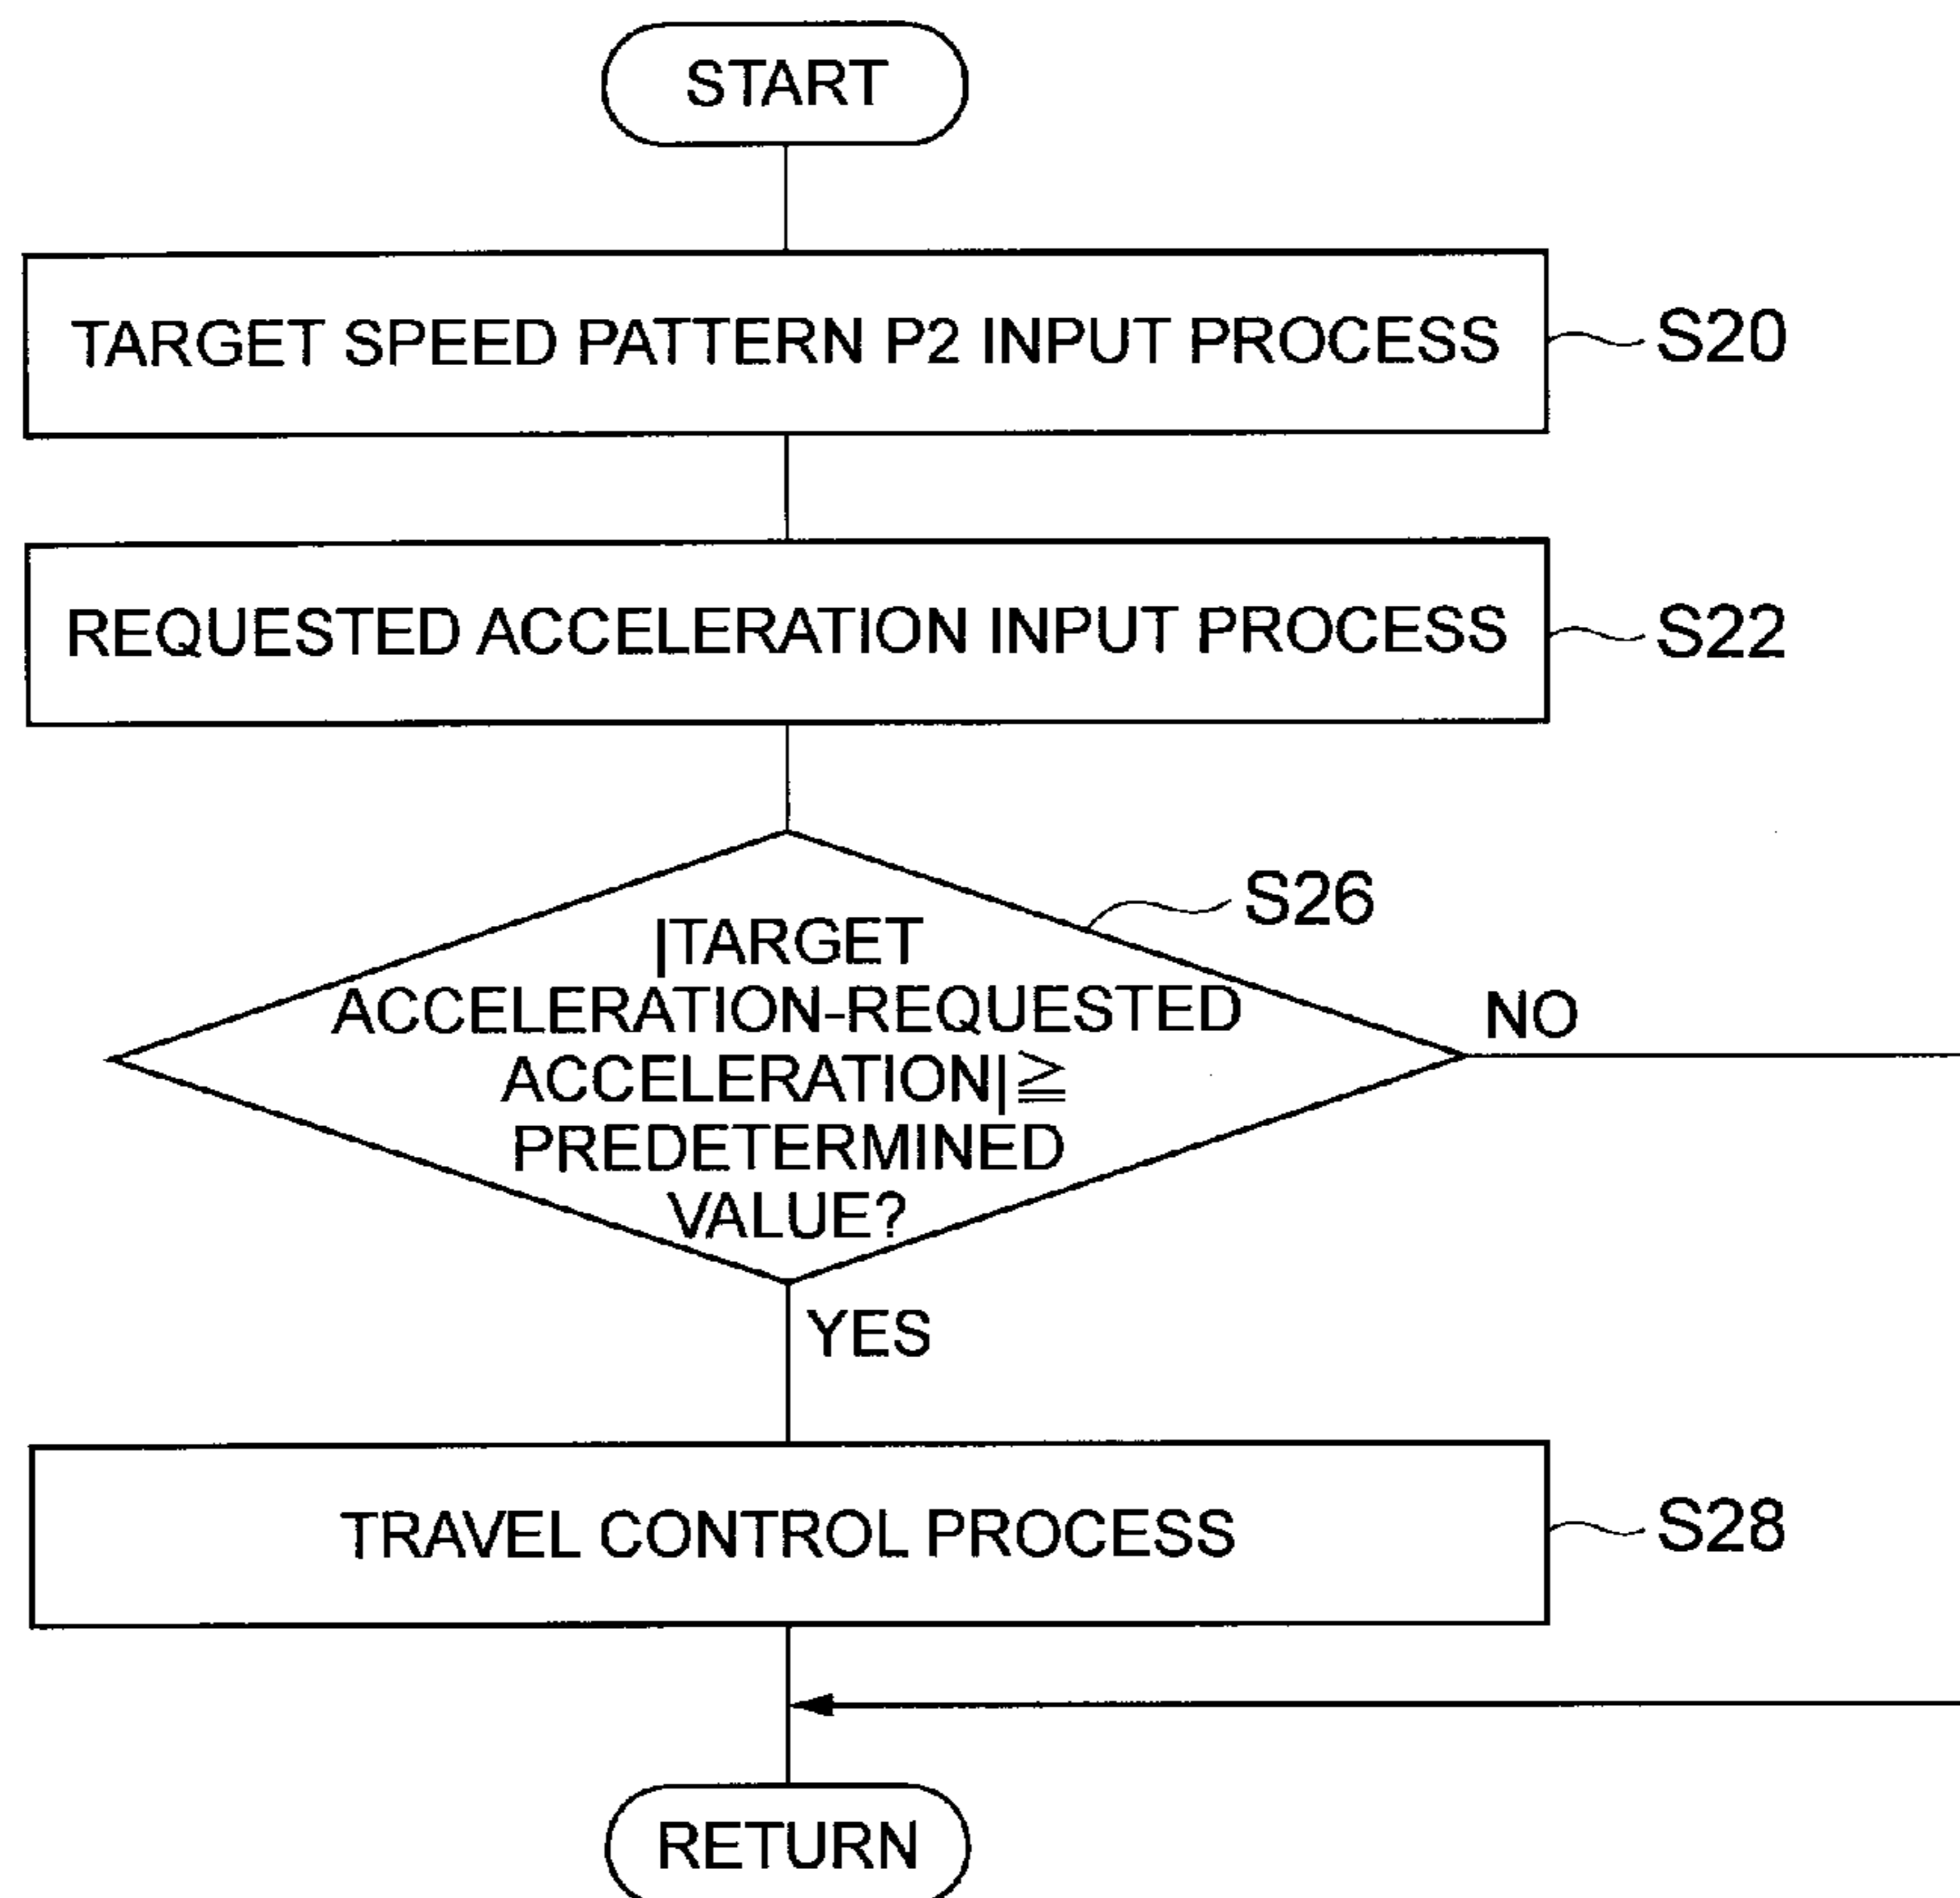 START
TARGET SPEED PATTERN P2 INPUT PROCESS
S20
REQUESTED ACCELERATION INPUT PROCESS
S22
S26
|TARGET
ACCELERATION-REQUESTED
ACCELERATION|≧
PREDETERMINED
VALUE?
NO
YES
TRAVEL CONTROL PROCESS
S28
RETURN